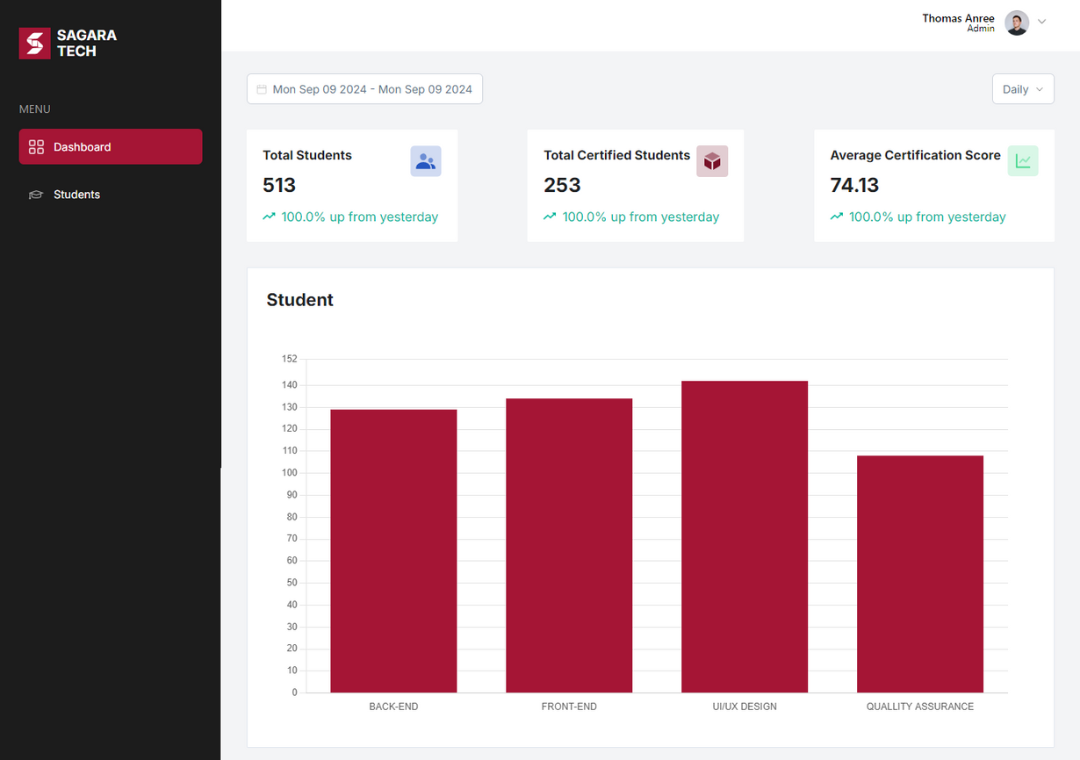 SAGARA
TECH
Thomas Anree
Admin
MENU
Dashboard
Students
Mon Sep 09 2024 - Mon Sep 09 2024
Daily
Total Students
513
100.0% up from yesterday
Total Certified Students
253
100.0% up from yesterday
Average Certification Score
74.13
100.0% up from yesterday
Student
152
140
130
120
110
100
90
80
70
60
50
40
30
20
10
0
BACK-END
FRONT-END
UI/UX DESIGN
QUALLITY ASSURANCE